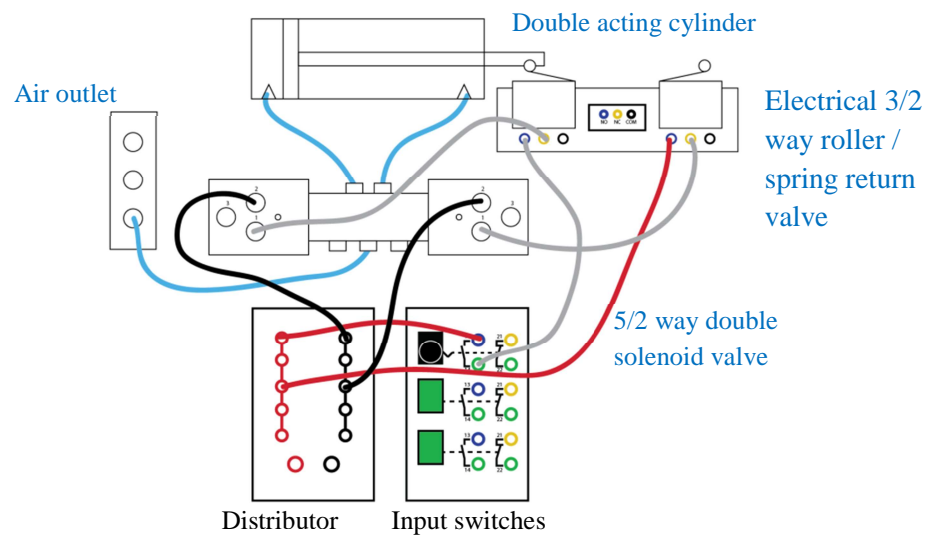 Double acting cylinder
Air outlet
Electrical 3/2
way roller /
spring return
valve
NO NC COM
2
3
1
2
1
3
5/2 way double
solenoid valve
13 21
14 22
13 21
14 22
13 21
14 22
Distributor
Input switches